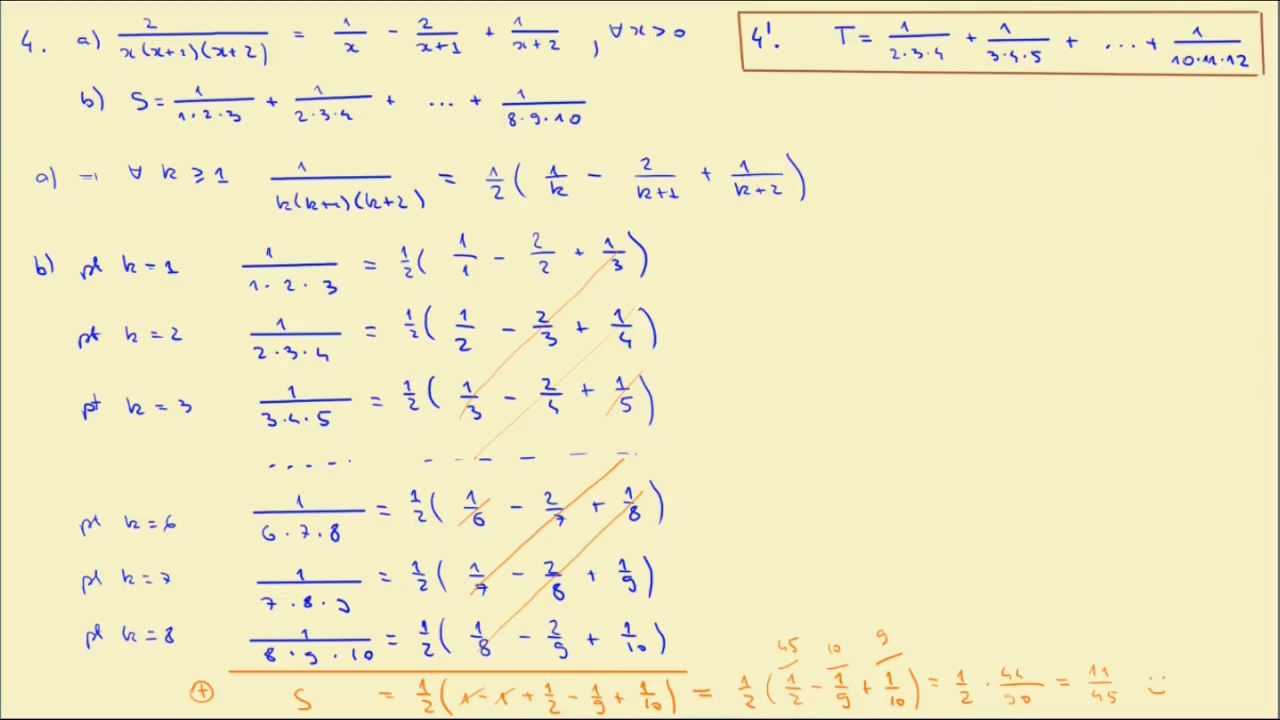 4. a) 2/(x(x+1)(x+2)) = 1/x - 2/(x+1) + 1/(x+2), ∀x>0
4'. T = 1/(2·3·4) + 1/(3·4·5) + ... + 1/(10·11·12)
b) S = 1/(1·2·3) + 1/(2·3·4) + ... + 1/(8·9·10)
a) => ∀ k ≥ 1 1/(k(k+1)(k+2)) = 1/2 (1/k - 2/(k+1) + 1/(k+2))
b) pt k=1 1/(1·2·3) = 1/2 (1/1 - 2/2 + 1/3)
pt k=2 1/(2·3·4) = 1/2 (1/2 - 2/3 + 1/4)
pt k=3 1/(3·4·5) = 1/2 (1/3 - 2/4 + 1/5)
..... - - - - -
pt k=6 1/(6·7·8) = 1/2 (1/6 - 2/7 + 1/8)
pt k=7 1/(7·8·9) = 1/2 (1/7 - 2/8 + 1/9)
pt k=8 1/(8·9·10) = 1/2 (1/8 - 2/9 + 1/10)
45 10 9
⊕ S = 1/2 (1 - 1 + 1/2 - 1/9 + 1/10) = 1/2 (1/2 - 1/9 + 1/10) = 1/2 · 44/90 = 11/45 :)